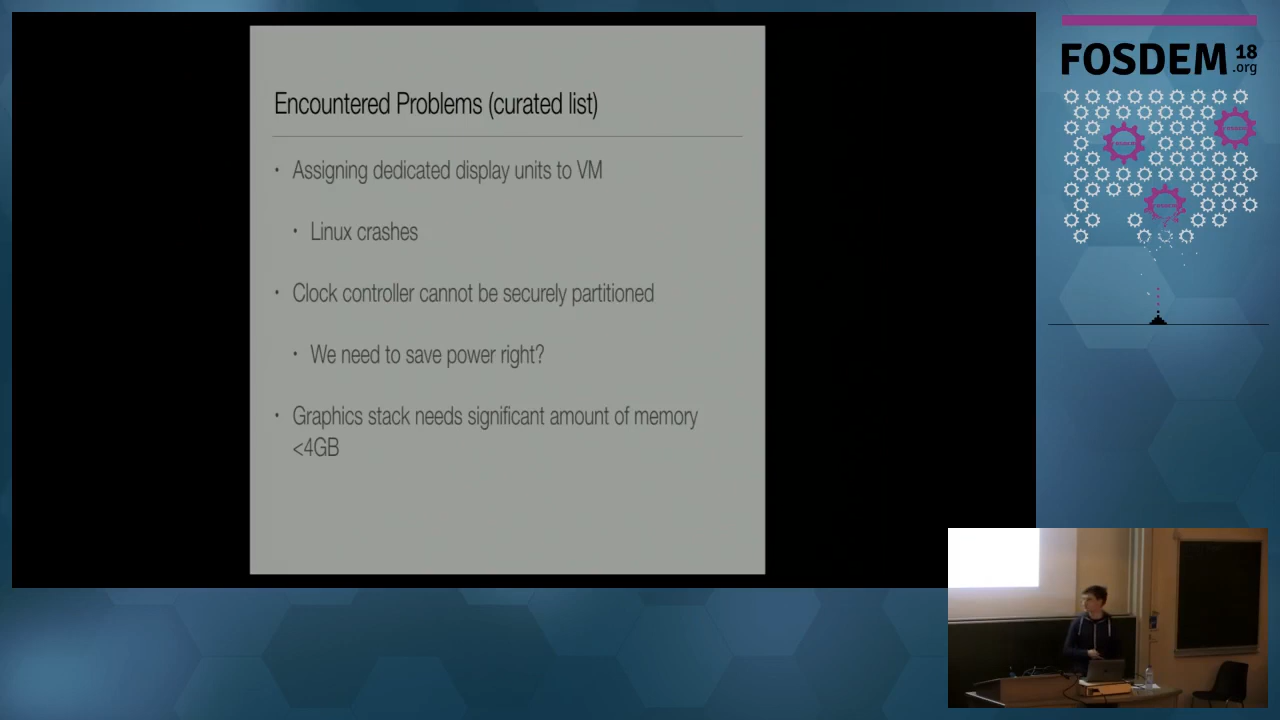 Encountered Problems (curated list)
• Assigning dedicated display units to VM
• Linux crashes
• Clock controller cannot be securely partitioned
• We need to save power right?
• Graphics stack needs significant amount of memory
<4GB
FOSDEM 18
.org